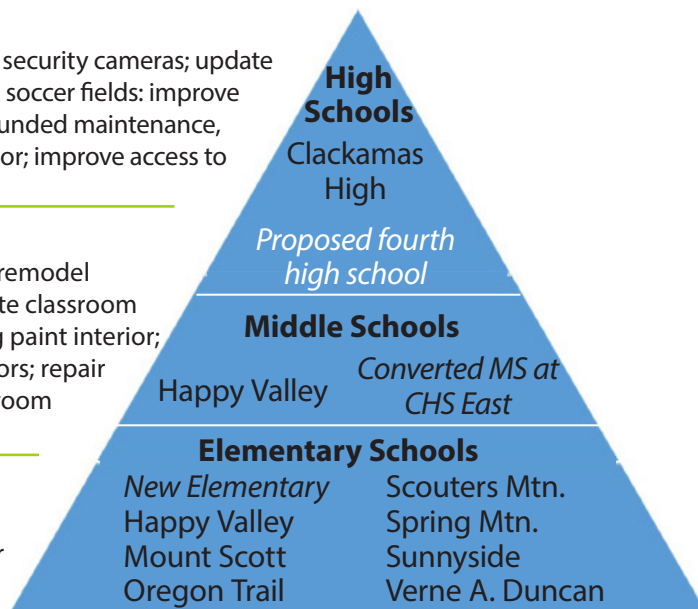 security cameras; update
soccer fields: improve
unded maintenance,
or; improve access to
remodel
te classroom
g paint interior;
ors; repair
room
r
High
Schools
Clackamas
High
Proposed fourth
high school
Middle Schools
Happy Valley
Converted MS at
CHS East
Elementary Schools
New Elementary
Happy Valley
Mount Scott
Oregon Trail
Scouters Mtn.
Spring Mtn.
Sunnyside
Verne A. Duncan